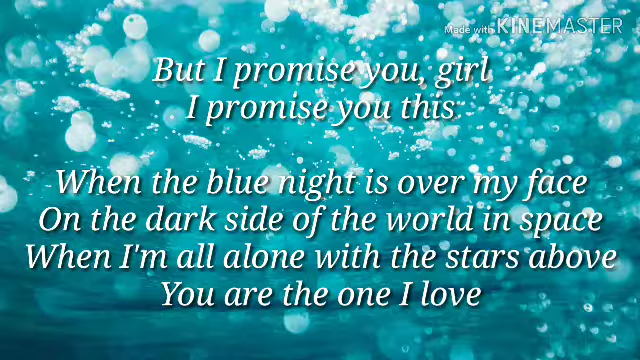 Made with KINEMASTER
But I promise you, girl
I promise you this
When the blue night is over my face
On the dark side of the world in space
When I'm all alone with the stars above
You are the one I love